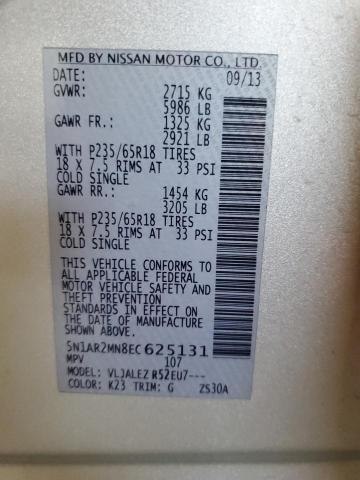 MFD BY NISSAN MOTOR CO., LTD.
DATE: 09/13
GVWR: 2715 KG
5986 LB
GAWR FR.: 1325 KG
2921 LB
WITH P235/65R18 TIRES
18 X 7.5 RIMS AT 33 PSI
COLD SINGLE
GAWR RR.: 1454 KG
3205 LB
WITH P235/65R18 TIRES
18 X 7.5 RIMS AT 33 PSI
COLD SINGLE
THIS VEHICLE CONFORMS TO
ALL APPLICABLE FEDERAL
MOTOR VEHICLE SAFETY AND
THEFT PREVENTION
STANDARDS IN EFFECT ON
THE DATE OF MFR. SHOWN
ABOVE.
5N1AR2MN8EC625131
MPV 107
MODEL: VLJALEZ R52EU7---
COLOR: K23 TRIM: G ZS30A